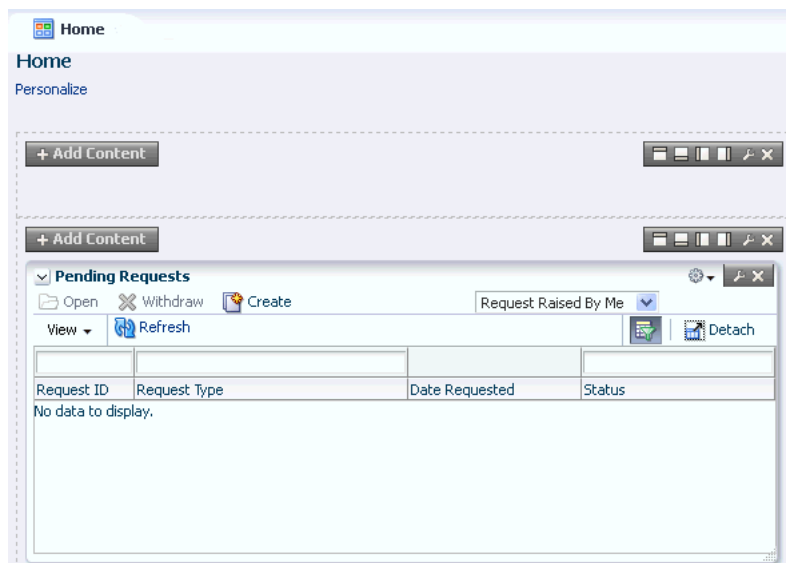 Home
Home
Personalize
+ Add Content
+ Add Content
Pending Requests
Open Withdraw Create Request Raised By Me
View Refresh Detach
Request ID Request Type Date Requested Status
No data to display.